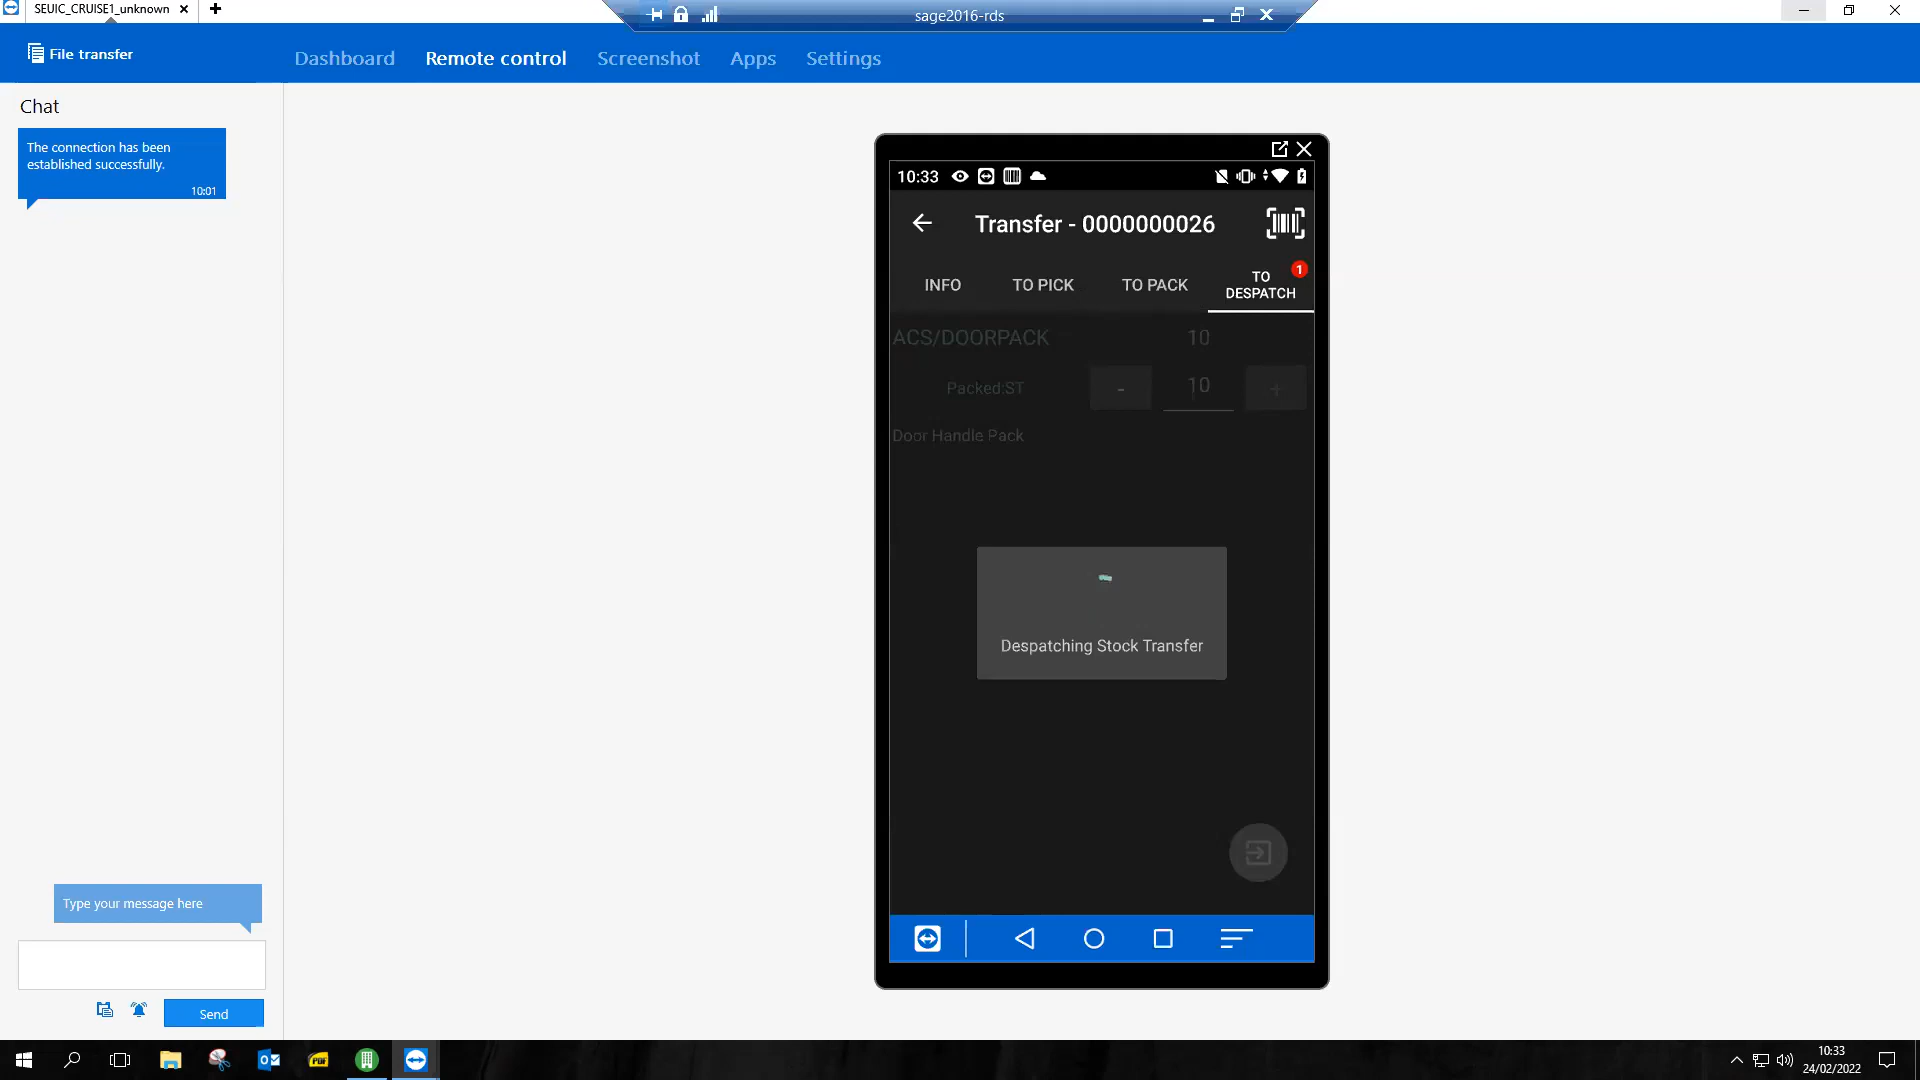 SEUIC_CRUISE1_unknown
sage2016-rds
File transfer
Dashboard
Remote control
Screenshot
Apps
Settings
Chat
The connection has been
established successfully.
10:01
10:33
Transfer - 0000000026
INFO
TO PICK
TO PACK
TO
DESPATCH
1
ACS/DOORPACK
10
Packed:ST
-
10
+
Door Handle Pack
Despatching Stock Transfer
Type your message here
Send
PDF
10:33
24/02/2022